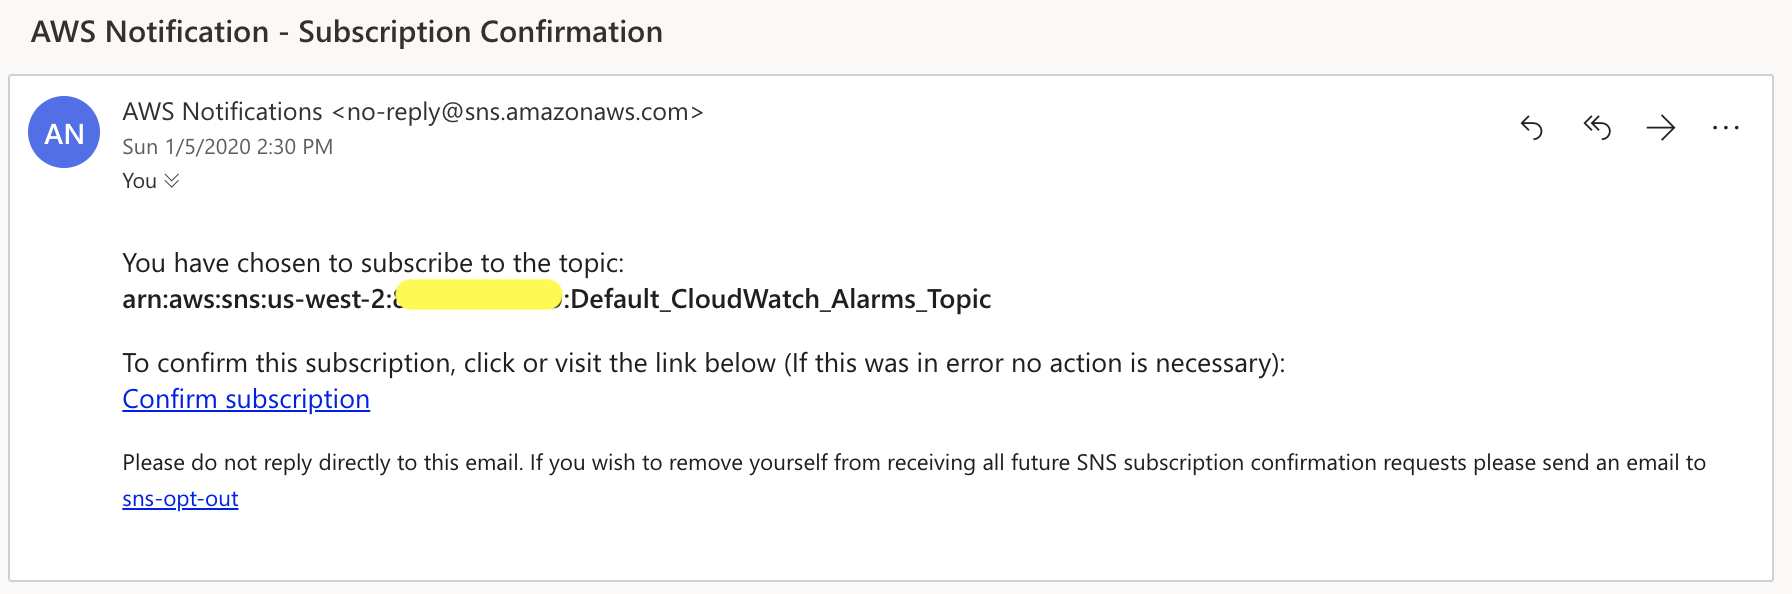 AWS Notification - Subscription Confirmation
AN
AWS Notifications <no-reply@sns.amazonaws.com>
Sun 1/5/2020 2:30 PM
You
You have chosen to subscribe to the topic:
arn:aws:sns:us-west-2: :Default_CloudWatch_Alarms_Topic
To confirm this subscription, click or visit the link below (If this was in error no action is necessary):
Confirm subscription
Please do not reply directly to this email. If you wish to remove yourself from receiving all future SNS subscription confirmation requests please send an email to
sns-opt-out